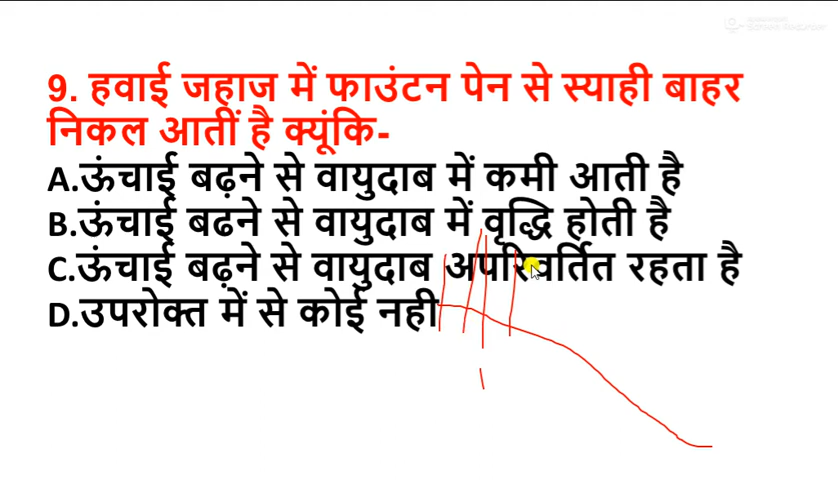 9. हवाई जहाज में फाउंटन पेन से स्याही बाहर
निकल आतीं है क्यूंकि-
A.ऊंचाई बढ़ने से वायुदाब में कमी आती है
B.ऊंचाई बढने से वायुदाब में वृद्धि होती है
C.ऊंचाई बढ़ने से वायुदाब अपरिवर्तित रहता है
D.उपरोक्त में से कोई नही